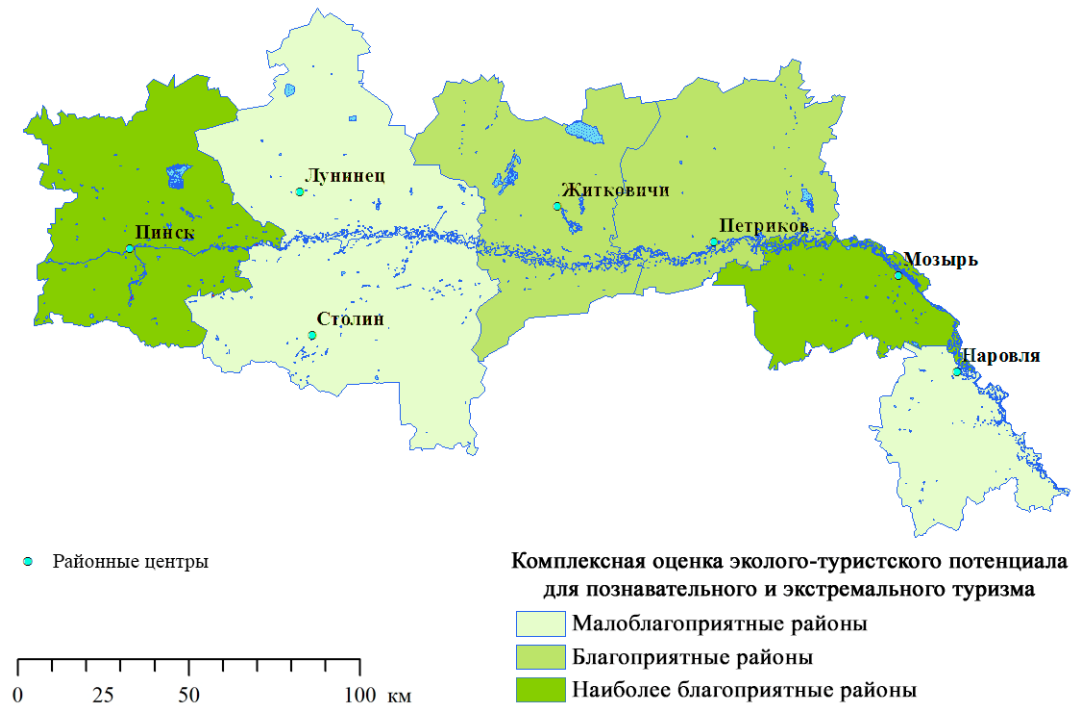 Лунинец
Житковичи
Пинск
Петриков
Мозырь
Столин
Наровля
Районные центры
Комплексная оценка эколого-туристского потенциала
для познавательного и экстремального туризма
Малоблагоприятные районы
Благоприятные районы
Наиболее благоприятные районы
0 25 50 100 км